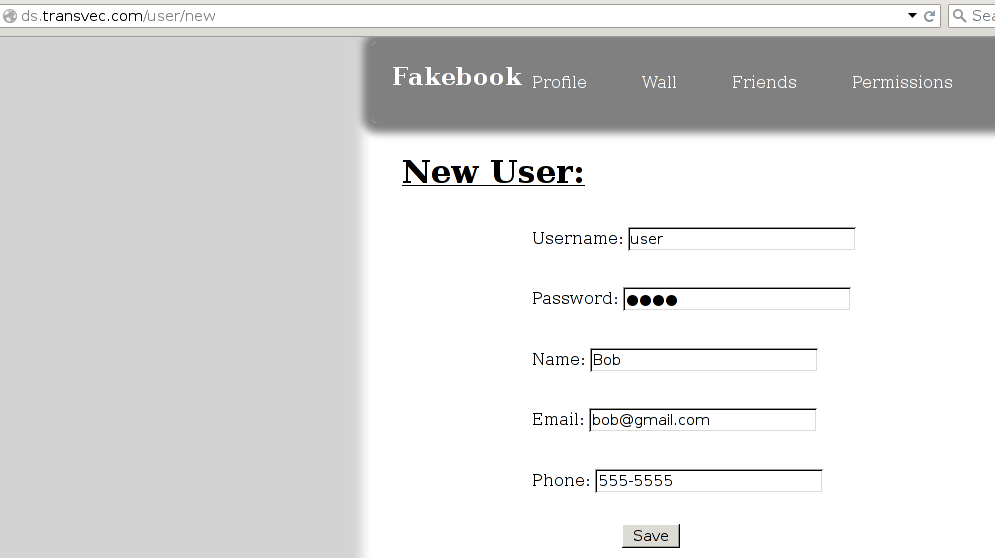 ds.transvec.com/user/new Sea
Fakebook Profile Wall Friends Permissions
New User:
Username: user
Password: ●●●●
Name: Bob
Email: bob@gmail.com
Phone: 555-5555
Save